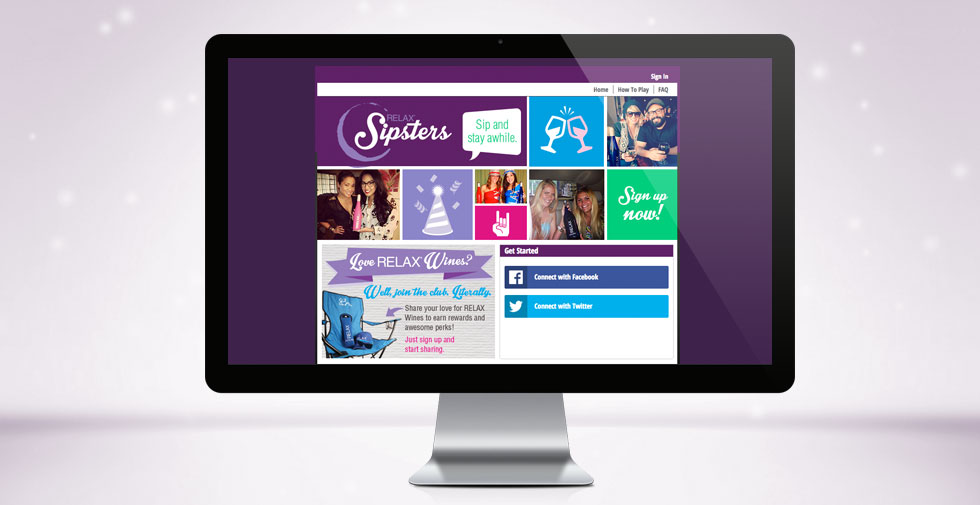 Sign In
Home How To Play FAQ
RELAX
Sipsters
Sip and
stay awhile.
Sign up
now!
Love RELAX Wines?
Well, join the club. Literally.
Share your love for RELAX
Wines to earn rewards and
awesome perks!
Just sign up and
start sharing.
Get Started
Connect with Facebook
Connect with Twitter
RELAX